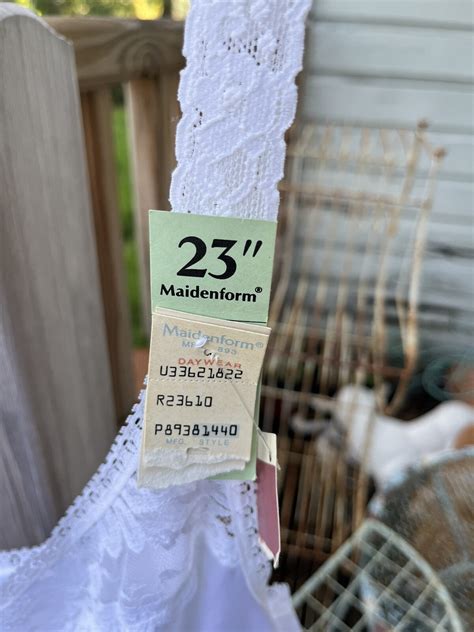 23"
Maidenform®
Maidenform®
DAYWEAR
U33621822
R23610
P89381440
MFG. STYLE